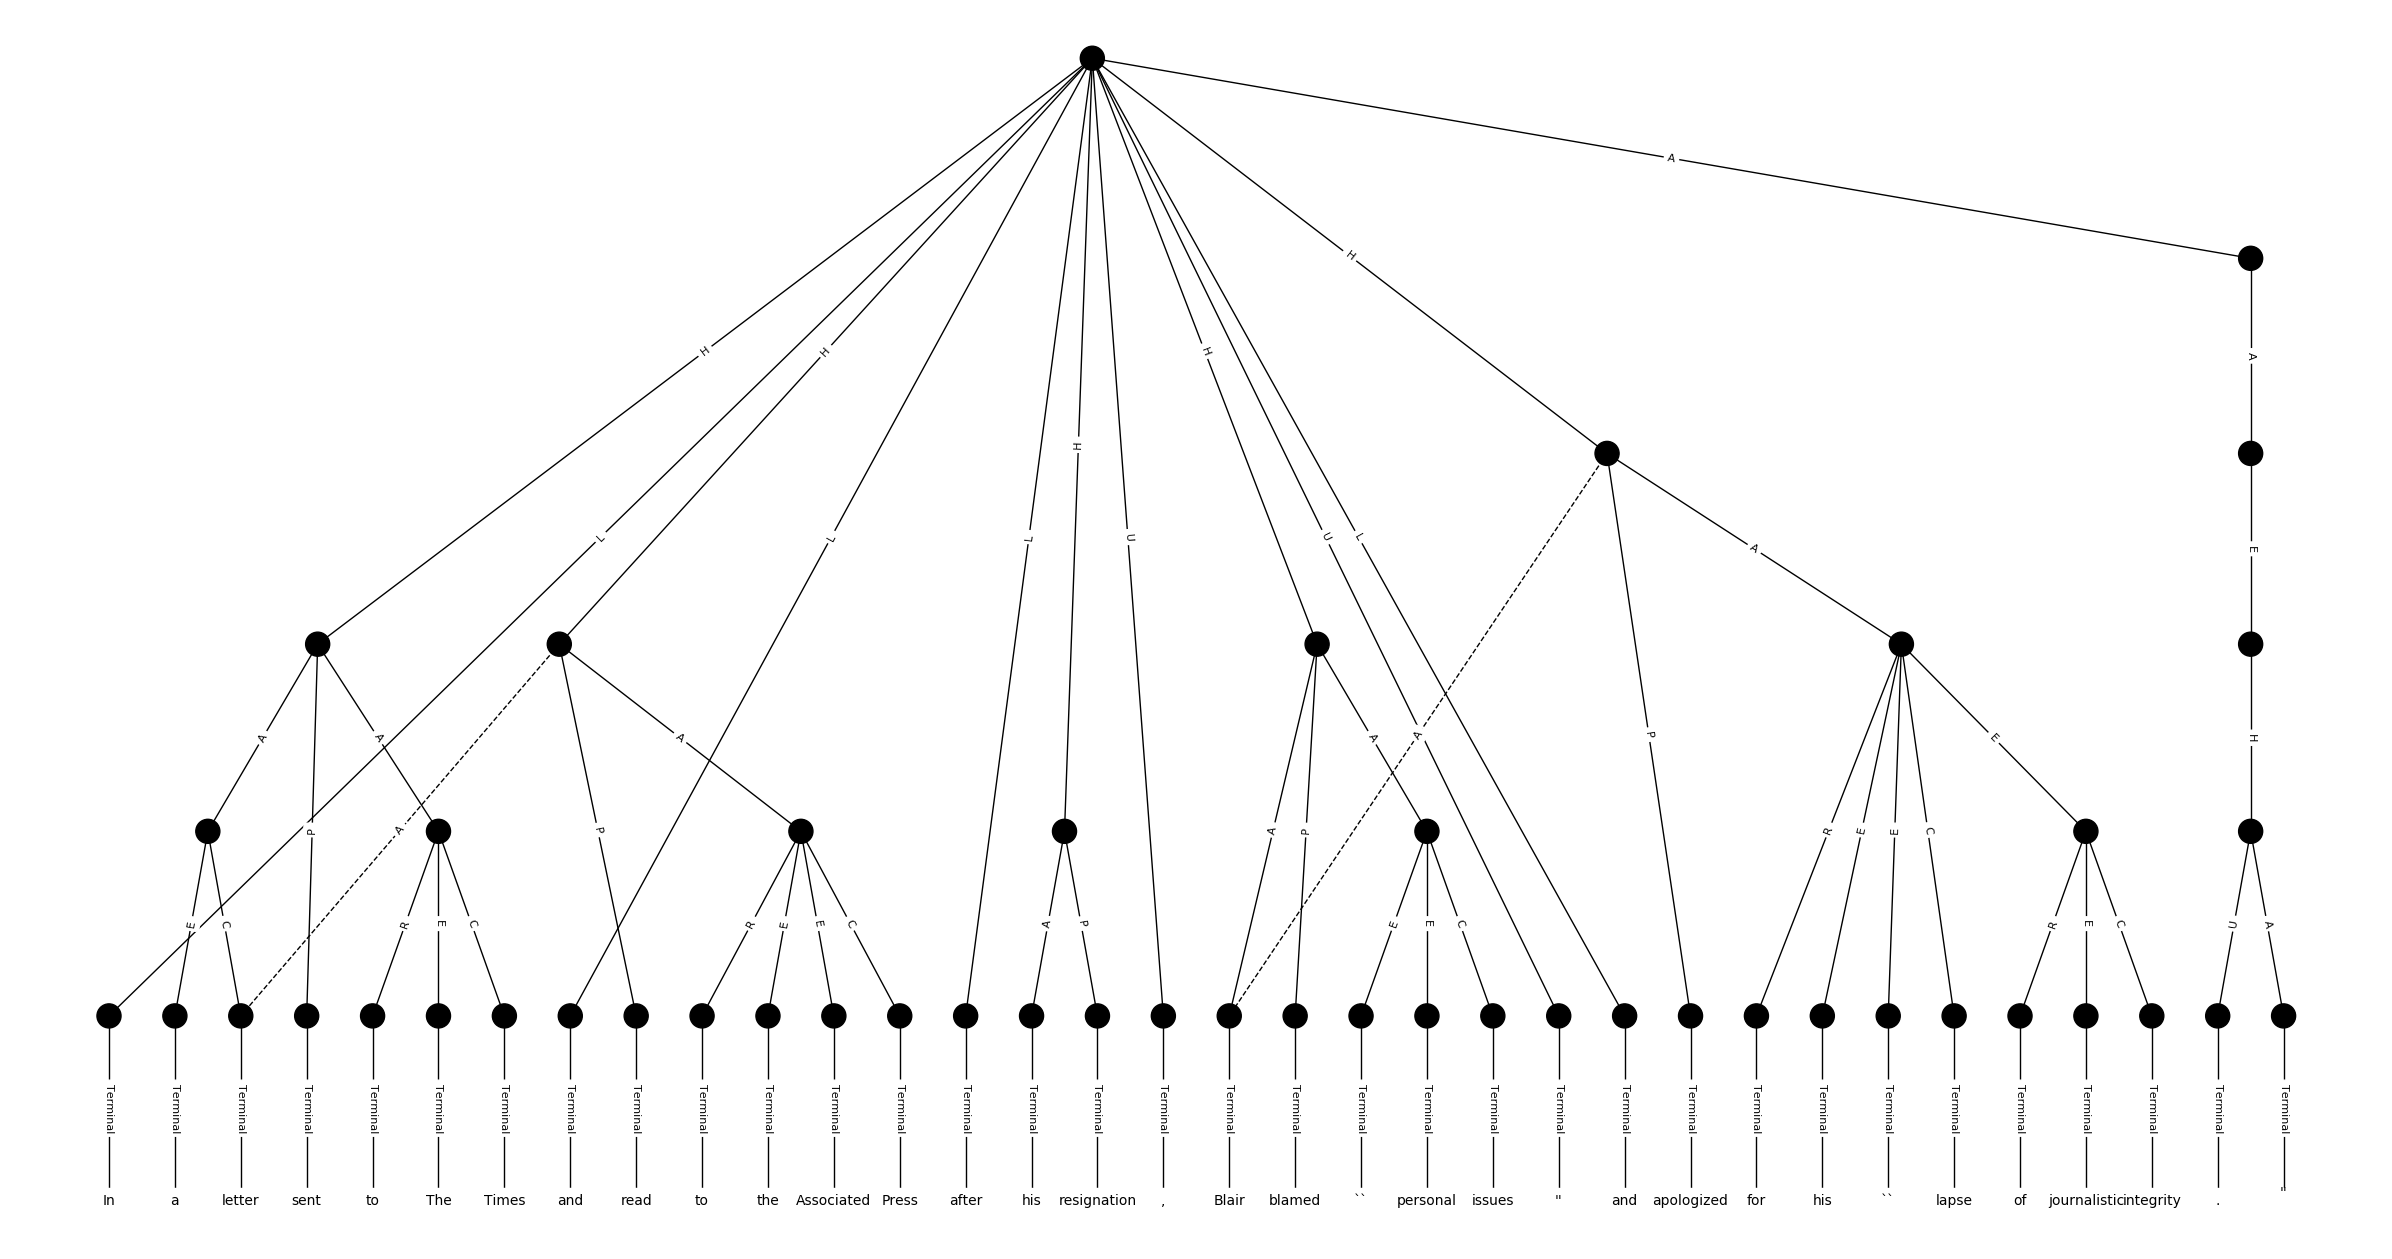 A
H
A
H
H
H
H
L
L
L
U
U
L
E
A
A
A
P
A
A
A
P
E
H
P
A
P
A
P
R
E
E
C
E
C
R
E
C
R
E
E
C
A
P
E
E
C
R
E
C
U
A
Terminal Terminal Terminal Terminal Terminal Terminal Terminal Terminal Terminal Terminal Terminal Terminal Terminal Terminal Terminal Terminal Terminal Terminal Terminal Terminal Terminal Terminal Terminal Terminal Terminal Terminal Terminal Terminal Terminal Terminal Terminal Terminal Terminal Terminal
In a letter sent to The Times and read to the Associated Press after his resignation , Blair blamed `` personal issues " and apologized for his `` lapse of journalistic integrity . "